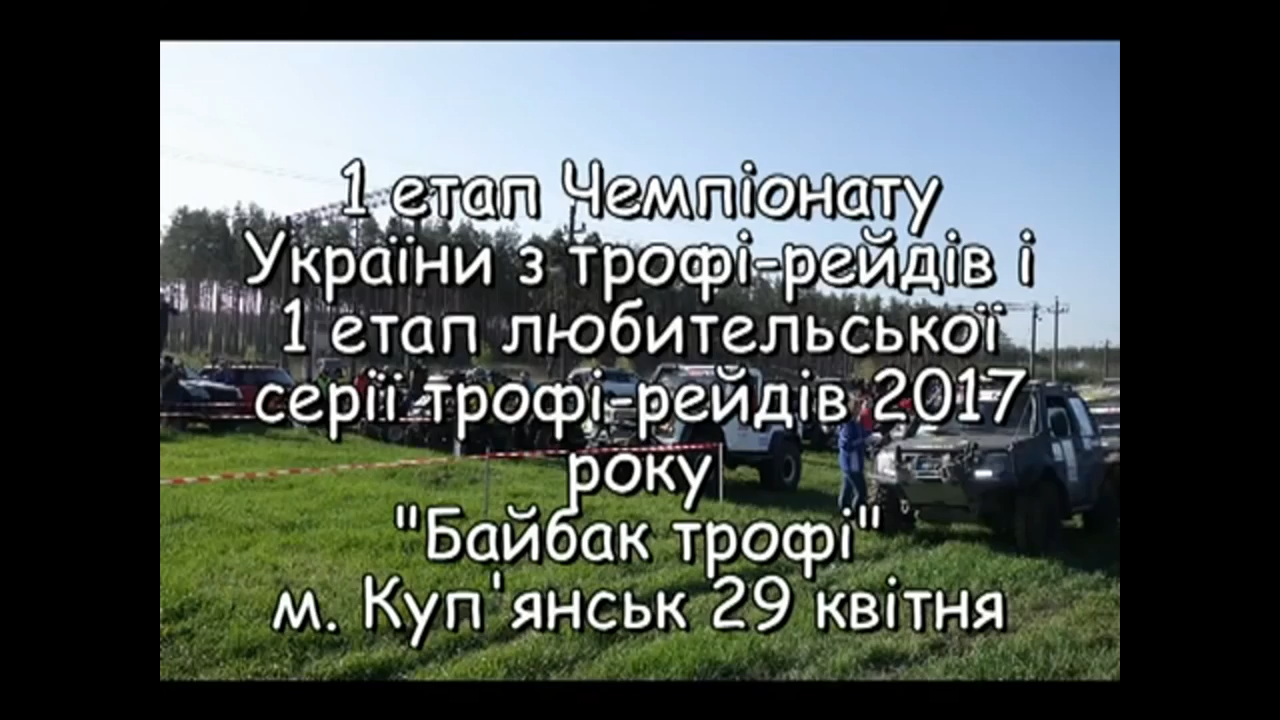 1 етап Чемпіонату
України з трофі-рейдів і
1 етап любительської
серії трофі-рейдів 2017
року
"Байбак трофі"
м. Куп'янськ 29 квітня